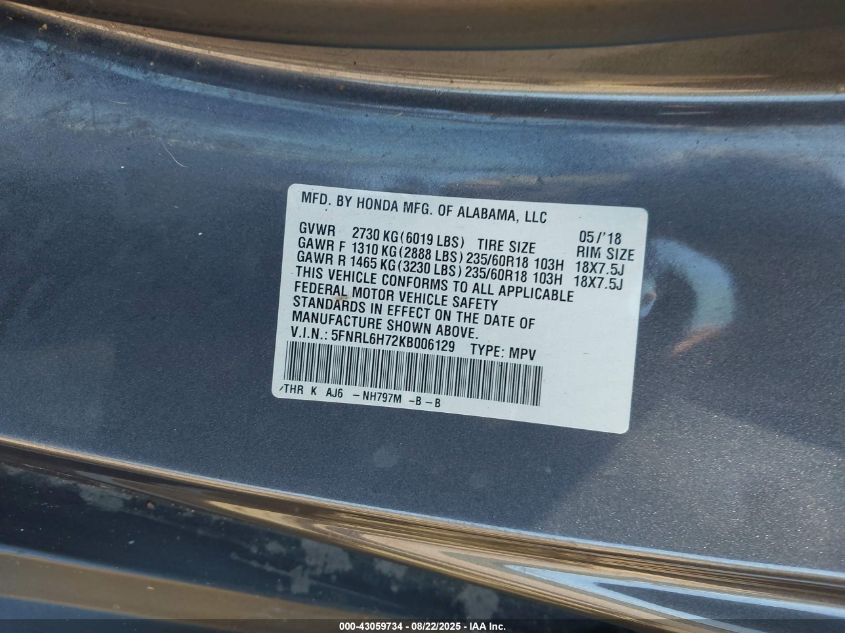 MFD. BY HONDA MFG. OF ALABAMA, LLC
GVWR 2730 KG (6019 LBS) TIRE SIZE 05/'18 RIM SIZE
GAWR F 1310 KG (2888 LBS) 235/60R18 103H 18X7.5J
GAWR R 1465 KG (3230 LBS) 235/60R18 103H 18X7.5J
THIS VEHICLE CONFORMS TO ALL APPLICABLE
FEDERAL MOTOR VEHICLE SAFETY
STANDARDS IN EFFECT ON THE DATE OF
MANUFACTURE SHOWN ABOVE.
V.I.N.: 5FNRL6H72KB006129 TYPE: MPV
/THR K AJ6 - NH797M - B - B
000-43059734 - 08/22/2025 - IAA Inc.